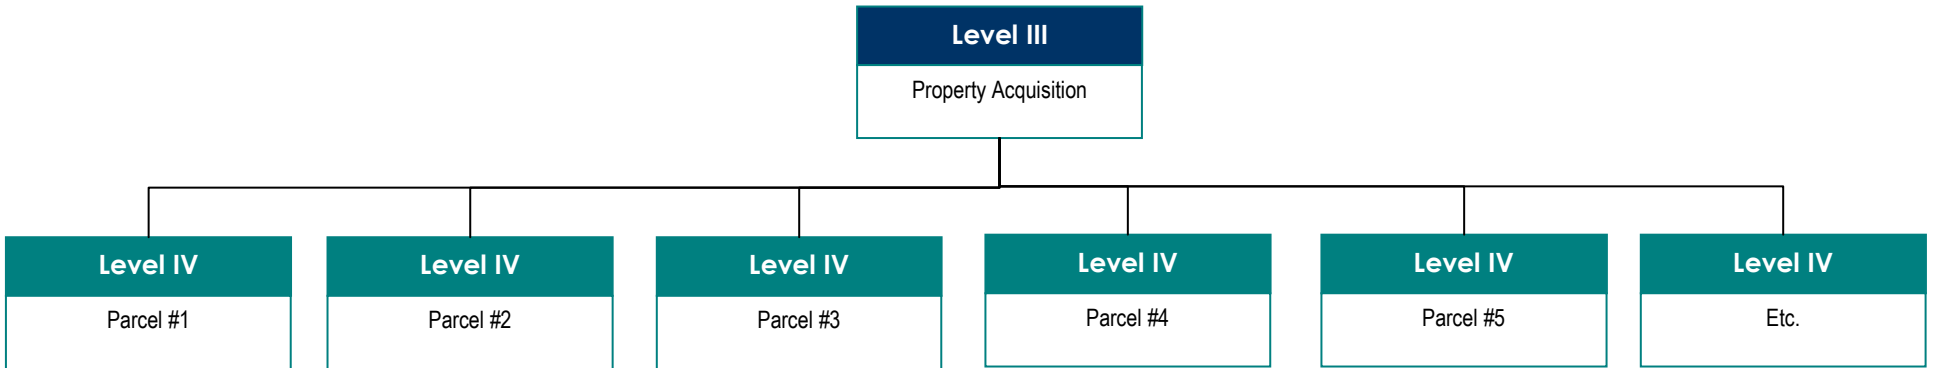 Level III
Property Acquisition
Level IV
Parcel #1
Level IV
Parcel #2
Level IV
Parcel #3
Level IV
Parcel #4
Level IV
Parcel #5
Level IV
Etc.